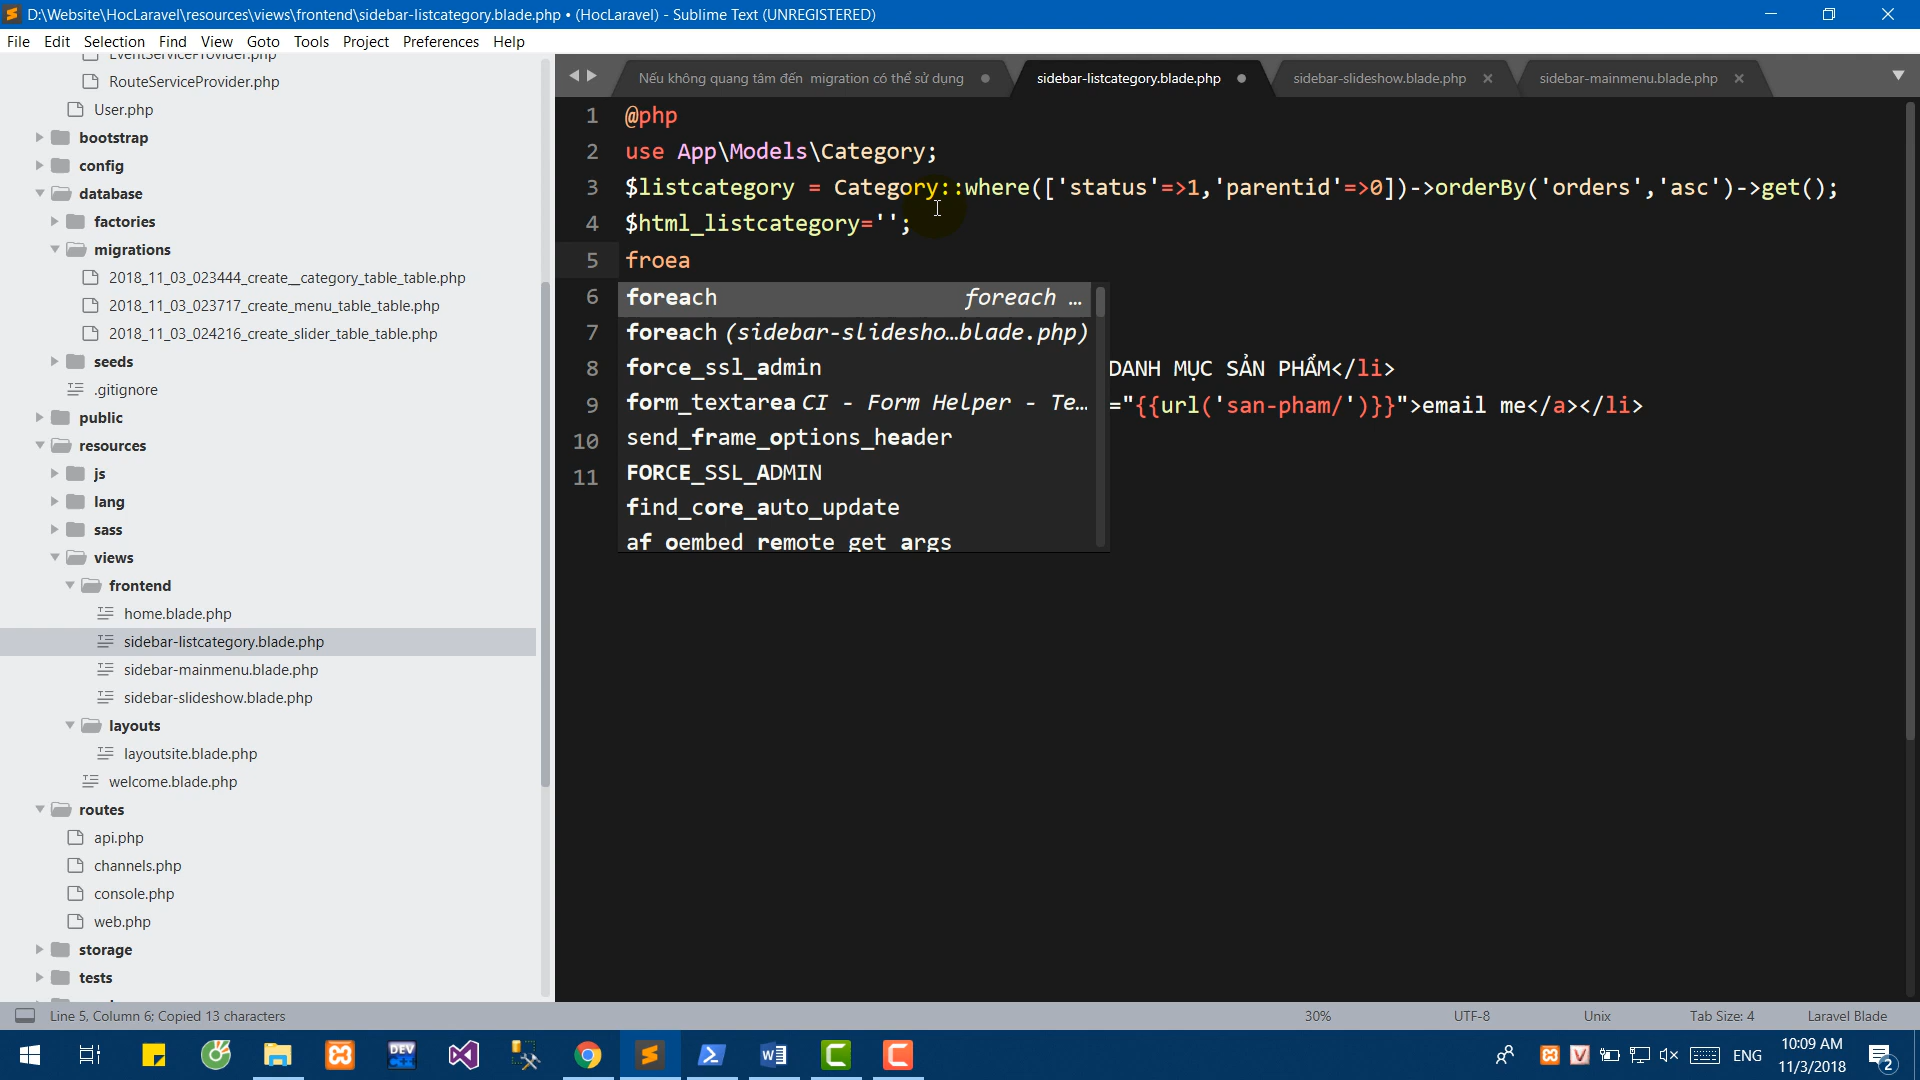 D:\Website\HocLaravel\resources\views\frontend\sidebar-listcategory.blade.php • (HocLaravel) - Sublime Text (UNREGISTERED)
File Edit Selection Find View Goto Tools Project Preferences Help
EventServiceProvider.php
RouteServiceProvider.php
User.php
bootstrap
config
database
factories
migrations
2018_11_03_023444_create__category_table_table.php
2018_11_03_023717_create_menu_table_table.php
2018_11_03_024216_create_slider_table_table.php
seeds
.gitignore
public
resources
js
lang
sass
views
frontend
home.blade.php
sidebar-listcategory.blade.php
sidebar-mainmenu.blade.php
sidebar-slideshow.blade.php
layouts
layoutsite.blade.php
welcome.blade.php
routes
api.php
channels.php
console.php
web.php
storage
tests
Nếu không quang tâm đến migration có thể sử dụng
sidebar-listcategory.blade.php
sidebar-slideshow.blade.php
sidebar-mainmenu.blade.php
1 @php
2 use App\Models\Category;
3 $listcategory = Category::where(['status'=>1,'parentid'=>0])->orderBy('orders','asc')->get();
4 $html_listcategory='';
5 froea
6 foreach foreach …
7 foreach (sidebar-slidesho…blade.php)
force_ssl_admin
8 DANH MỤC SẢN PHẨM</li>
form_textarea CI - Form Helper - Te…
9 ="{{url('san-pham/')}}">email me</a></li>
10 send_frame_options_header
11 FORCE_SSL_ADMIN
find_core_auto_update
af_oembed_remote_get_args
Line 5, Column 6; Copied 13 characters
30%
UTF-8
Unix
Tab Size: 4
Laravel Blade
DEV
C++
ENG
10:09 AM
11/3/2018
2